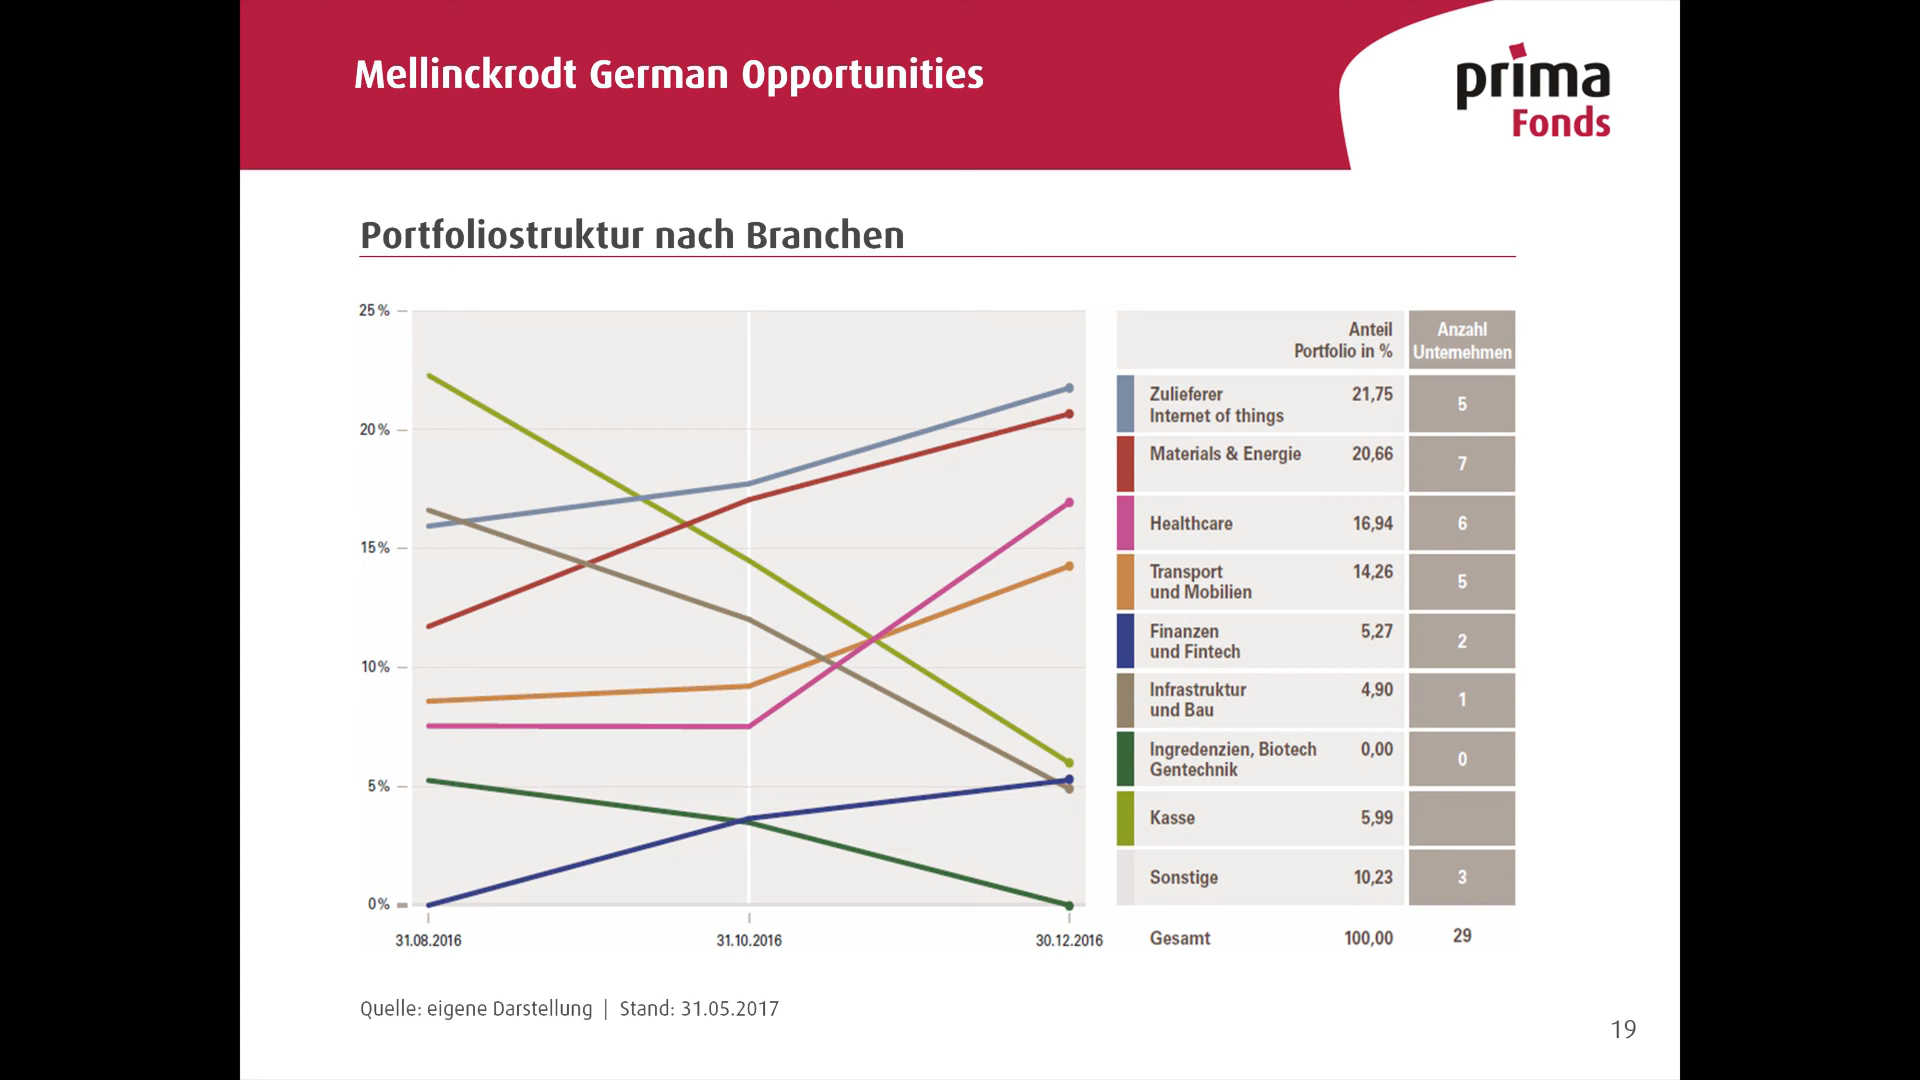 Mellinckrodt German Opportunities
prima
Fonds
Portfoliostruktur nach Branchen
25 %
20 %
15 %
10 %
5 %
0 %
31.08.2016
31.10.2016
30.12.2016
Anteil
Portfolio in %
Anzahl
Unternehmen
Zulieferer
Internet of things
21,75
5
Materials & Energie
20,66
7
Healthcare
16,94
6
Transport
und Mobilien
14,26
5
Finanzen
und Fintech
5,27
2
Infrastruktur
und Bau
4,90
1
Ingredenzien, Biotech
Gentechnik
0,00
0
Kasse
5,99
Sonstige
10,23
3
Gesamt
100,00
29
Quelle: eigene Darstellung | Stand: 31.05.2017
19